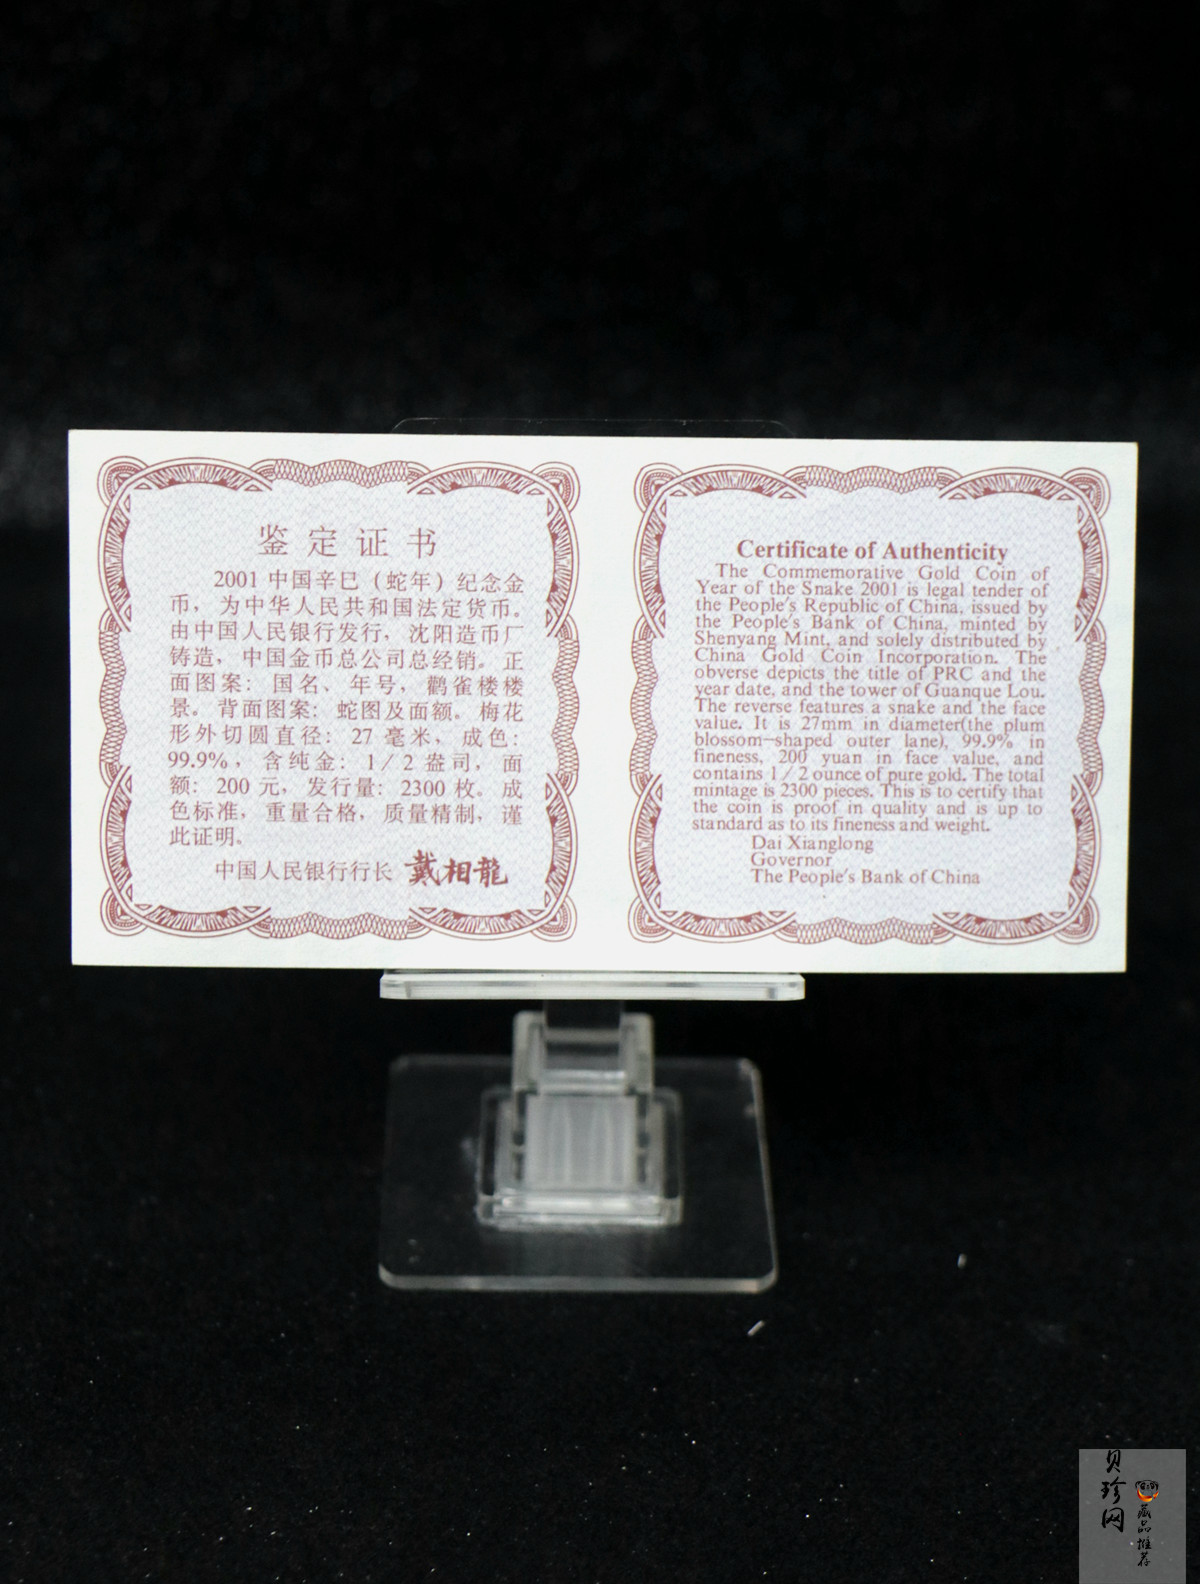 鉴定证书
2001 中国辛巳（蛇年）纪念金
币，为中华人民共和国法定货币。
由中国人民银行发行，沈阳造币厂
铸造，中国金币总公司总经销。正
面图案：国名、年号，鹳雀楼楼
景。背面图案：蛇图及面额。梅花
形外切圆直径：27 毫米，成色：
99.9%，含纯金：1/2 盎司，面
额：200 元，发行量：2300 枚。成
色标准，重量合格，质量精制，谨
此证明。
中国人民银行行长 戴相龍
Certificate of Authenticity
The Commemorative Gold Coin of
Year of the Snake 2001 is legal tender of
the People's Republic of China, issued by
the People's Bank of China, minted by
Shenyang Mint, and solely distributed by
China Gold Coin Incorporation. The
obverse depicts the title of PRC and the
year date, and the tower of Guanque Lou.
The reverse features a snake and the face
value. It is 27mm in diameter(the plum
blossom-shaped outer lane), 99.9% in
fineness, 200 yuan in face value, and
contains 1/2 ounce of pure gold. The total
mintage is 2300 pieces. This is to certify that
the coin is proof in quality and is up to
standard as to its fineness and weight.
Dai Xianglong
Governor
The People's Bank of China
贝珍网
藏品推荐